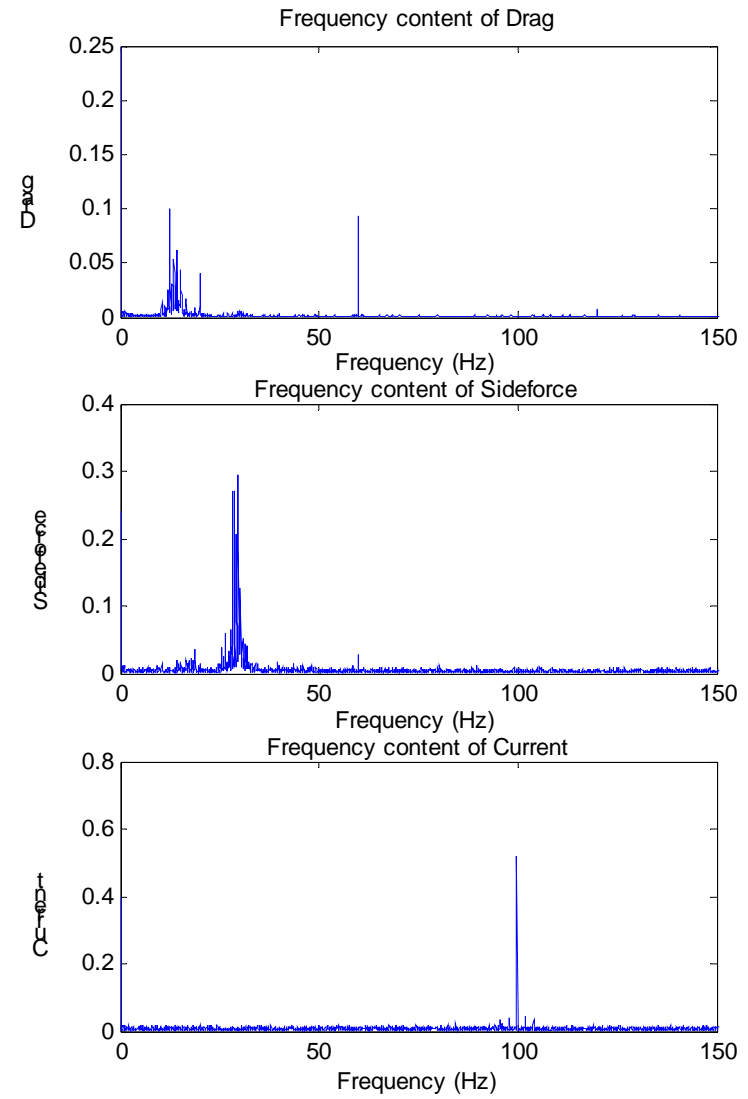 Frequency content of Drag
0.25
0.2
0.15
0.1
0.05
0
Drag
0 50 100 150
Frequency (Hz)
Frequency content of Sideforce
0.4
0.3
0.2
0.1
0
Sideforce
0 50 100 150
Frequency (Hz)
Frequency content of Current
0.8
0.6
0.4
0.2
0
Current
0 50 100 150
Frequency (Hz)